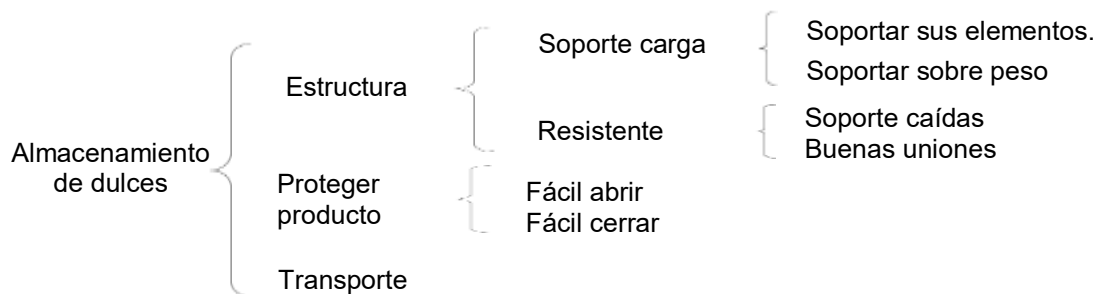 Almacenamiento
de dulces
Estructura
Soporte carga
Soportar sus elementos.
Soportar sobre peso
Resistente
Soporte caídas
Buenas uniones
Proteger
producto
Fácil abrir
Fácil cerrar
Transporte